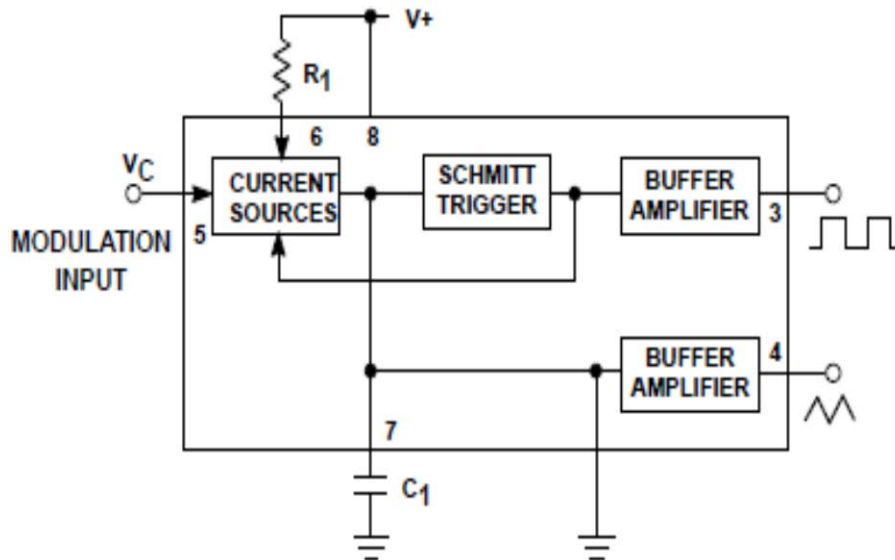 V+
R1
6
8
VC
CURRENT
SOURCES
SCHMITT
TRIGGER
BUFFER
AMPLIFIER
3
5
MODULATION
INPUT
BUFFER
AMPLIFIER
4
7
C1